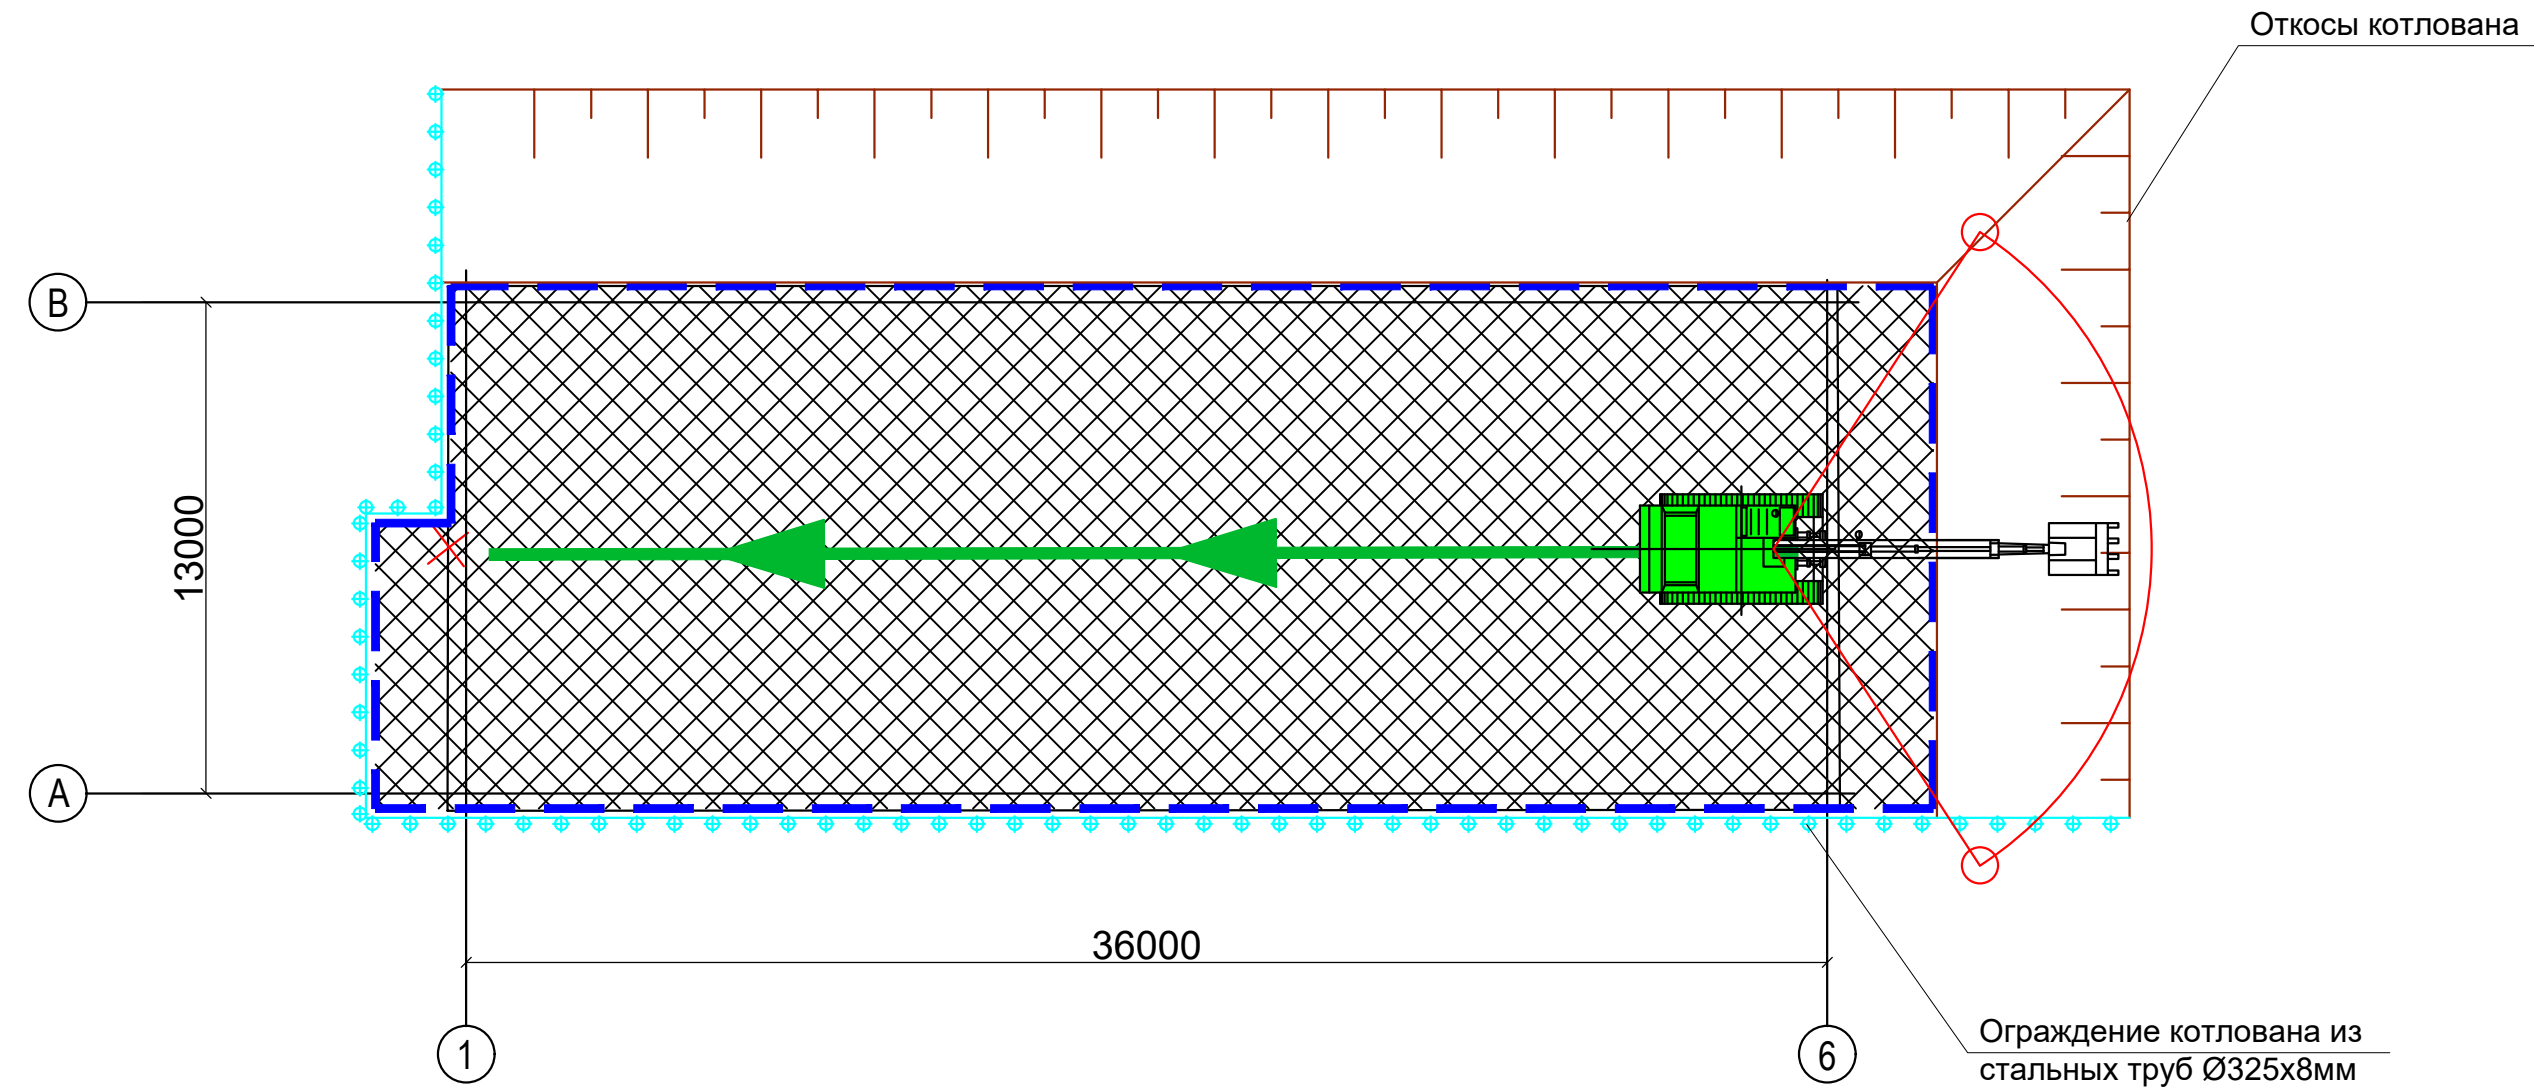 Откосы котлована
В
13000
А
36000
1
6
Ограждение котлована из
стальных труб Ø325х8мм